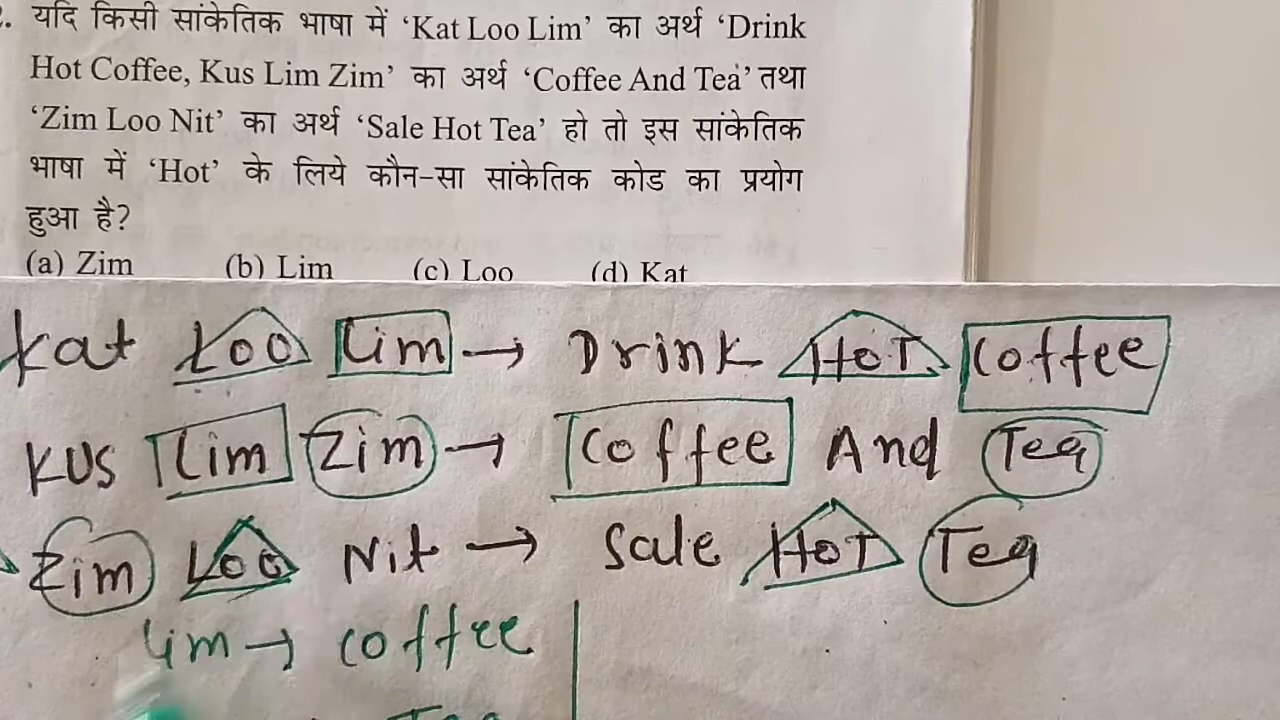 . यदि किसी सांकेतिक भाषा में ‘Kat Loo Lim’ का अर्थ ‘Drink
Hot Coffee, Kus Lim Zim’ का अर्थ ‘Coffee And Tea’ तथा
‘Zim Loo Nit’ का अर्थ ‘Sale Hot Tea’ हो तो इस सांकेतिक
भाषा में ‘Hot’ के लिये कौन-सा सांकेतिक कोड का प्रयोग
हुआ है?
(a) Zim (b) Lim (c) Loo (d) Kat
Kat Loo Lim → Drink HOT Coffee
KUS Lim Zim → Coffee And Tea
Zim Loo Nit → Sale HOT Tea
Lim → Coffee